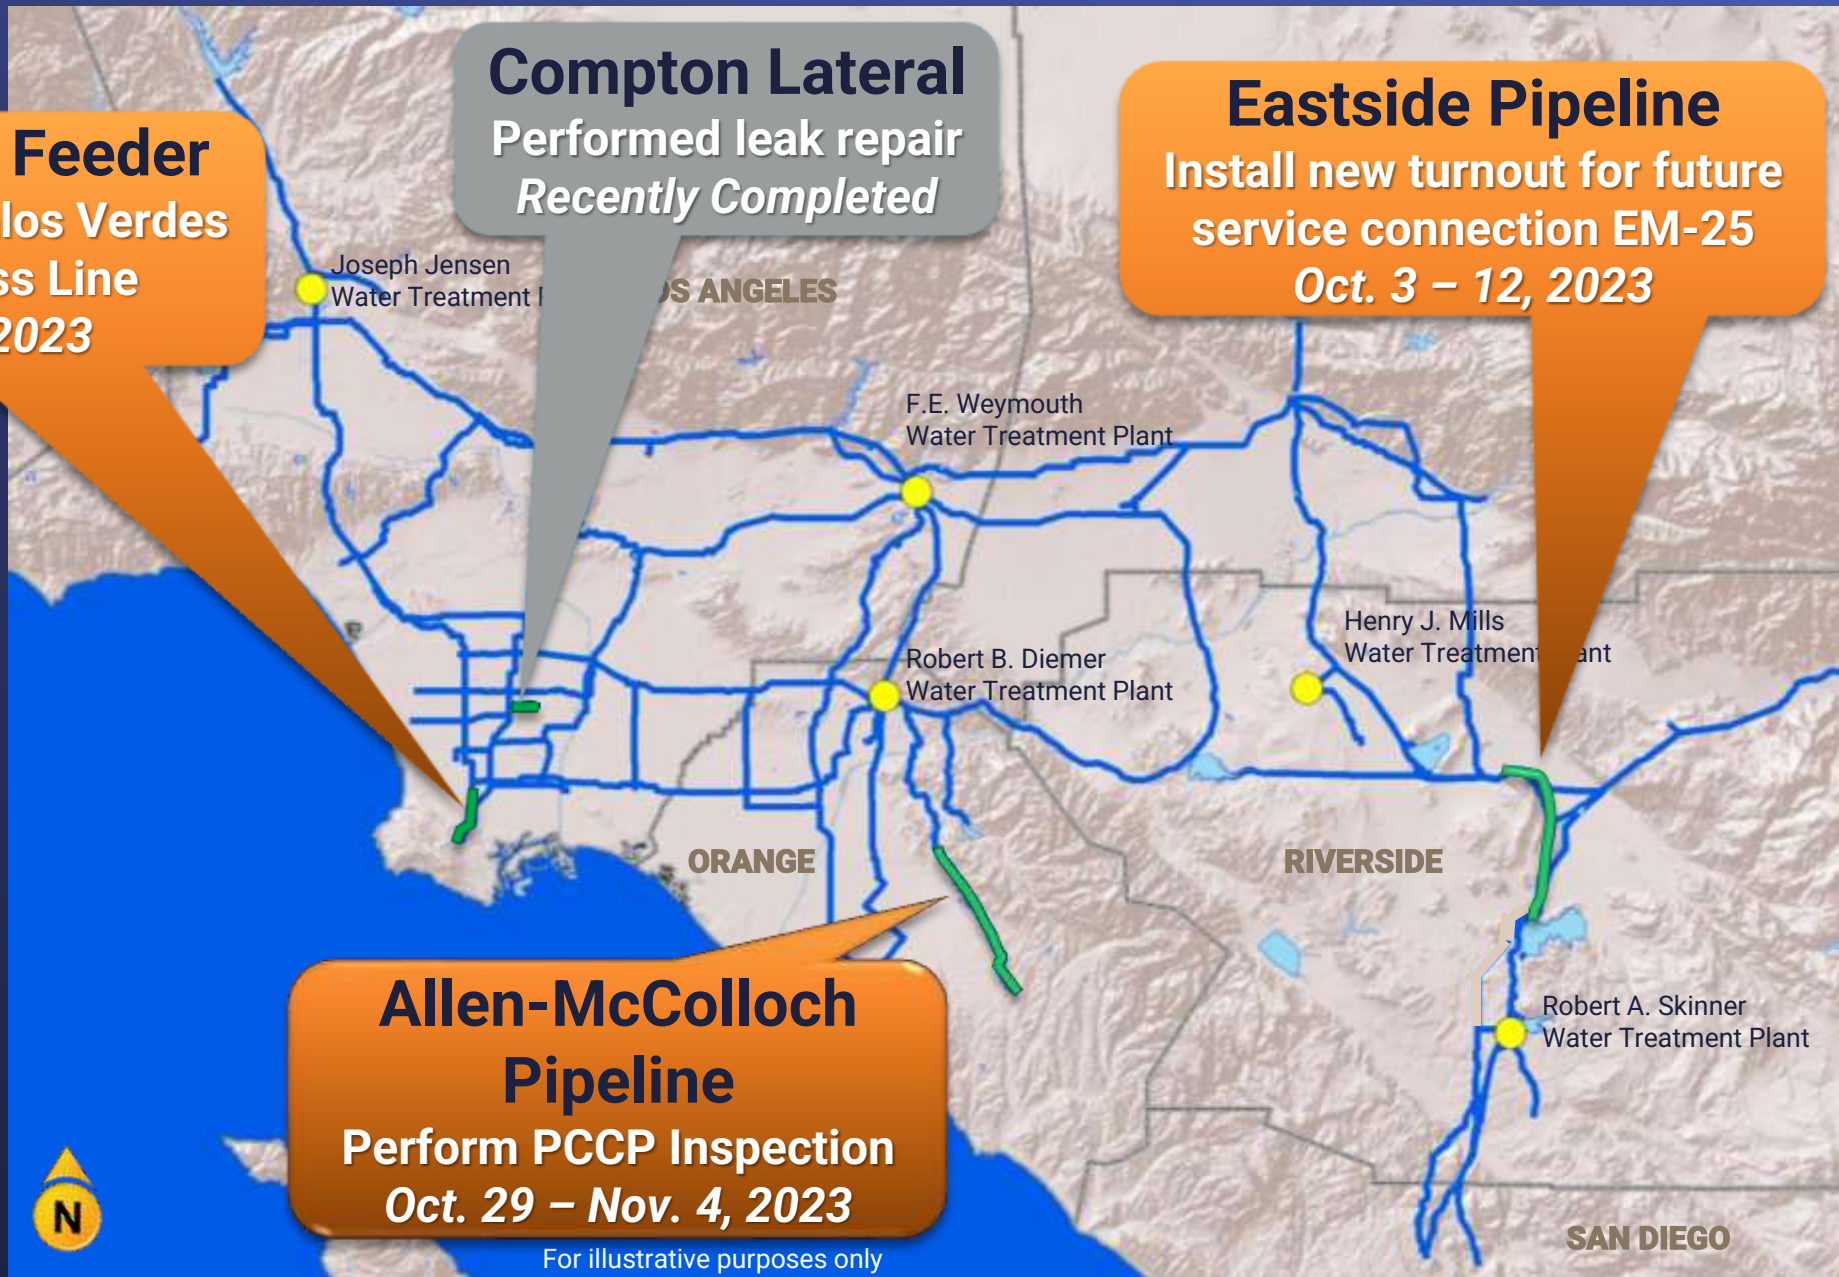 Compton Lateral
Performed leak repair
Recently Completed
Eastside Pipeline
Install new turnout for future
service connection EM-25
Oct. 3 – 12, 2023
Feeder
los Verdes
ss Line
2023
Joseph Jensen
Water Treatment
OS ANGELES
F.E. Weymouth
Water Treatment Plant
Henry J. Mills
Water Treatment ant
Robert B. Diemer
Water Treatment Plant
ORANGE
RIVERSIDE
Allen-McColloch
Pipeline
Perform PCCP Inspection
Oct. 29 – Nov. 4, 2023
Robert A. Skinner
Water Treatment Plant
N
SAN DIEGO
For illustrative purposes only